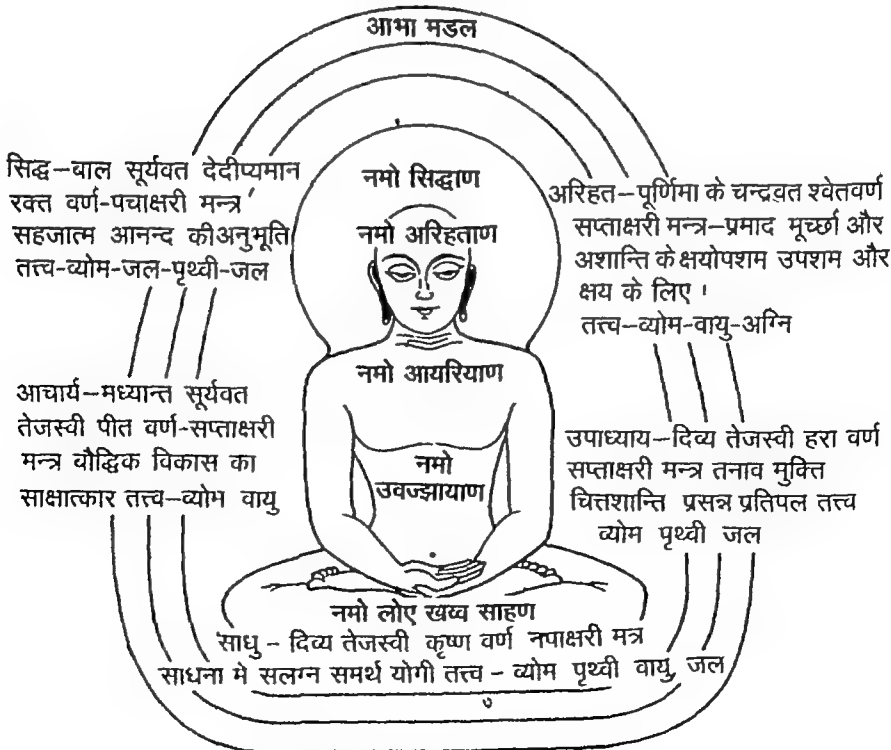 आभा मडल
सिद्ध–बाल सूर्यवत देदीप्यमान
रक्त वर्ण-पचाक्षरी मन्त्र
सहजात्म आनन्द कीअनुभूति
तत्त्व-व्योम-जल-पृथ्वी-जल
नमो सिद्धाण
नमो अरिहताण
अरिहत–पूर्णिमा के चन्द्रवत श्वेतवर्ण
सप्ताक्षरी मन्त्र–प्रमाद मूर्च्छा और
अशान्ति के क्षयोपशम उपशम और
क्षय के लिए ।
तत्त्व–व्योम-वायु-अग्नि
नमो आयरियाण
आचार्य–मध्यान्त सूर्यवत
तेजस्वी पीत वर्ण-सप्ताक्षरी
मन्त्र बौद्धिक विकास का
साक्षात्कार तत्त्व–व्योम वायु
नमो
उवज्झायाण
उपाध्याय–दिव्य तेजस्वी हरा वर्ण
सप्ताक्षरी मन्त्र तनाव मुक्ति
चित्तशान्ति प्रसन्न प्रतिपल तत्त्व
व्योम पृथ्वी जल
नमो लोए खव्व साहण
साधु – दिव्य तेजस्वी कृष्ण वर्ण नपाक्षरी मत्र
साधना मे सलग्न समर्थ योगी तत्त्व – व्योम पृथ्वी वायु, जल
७